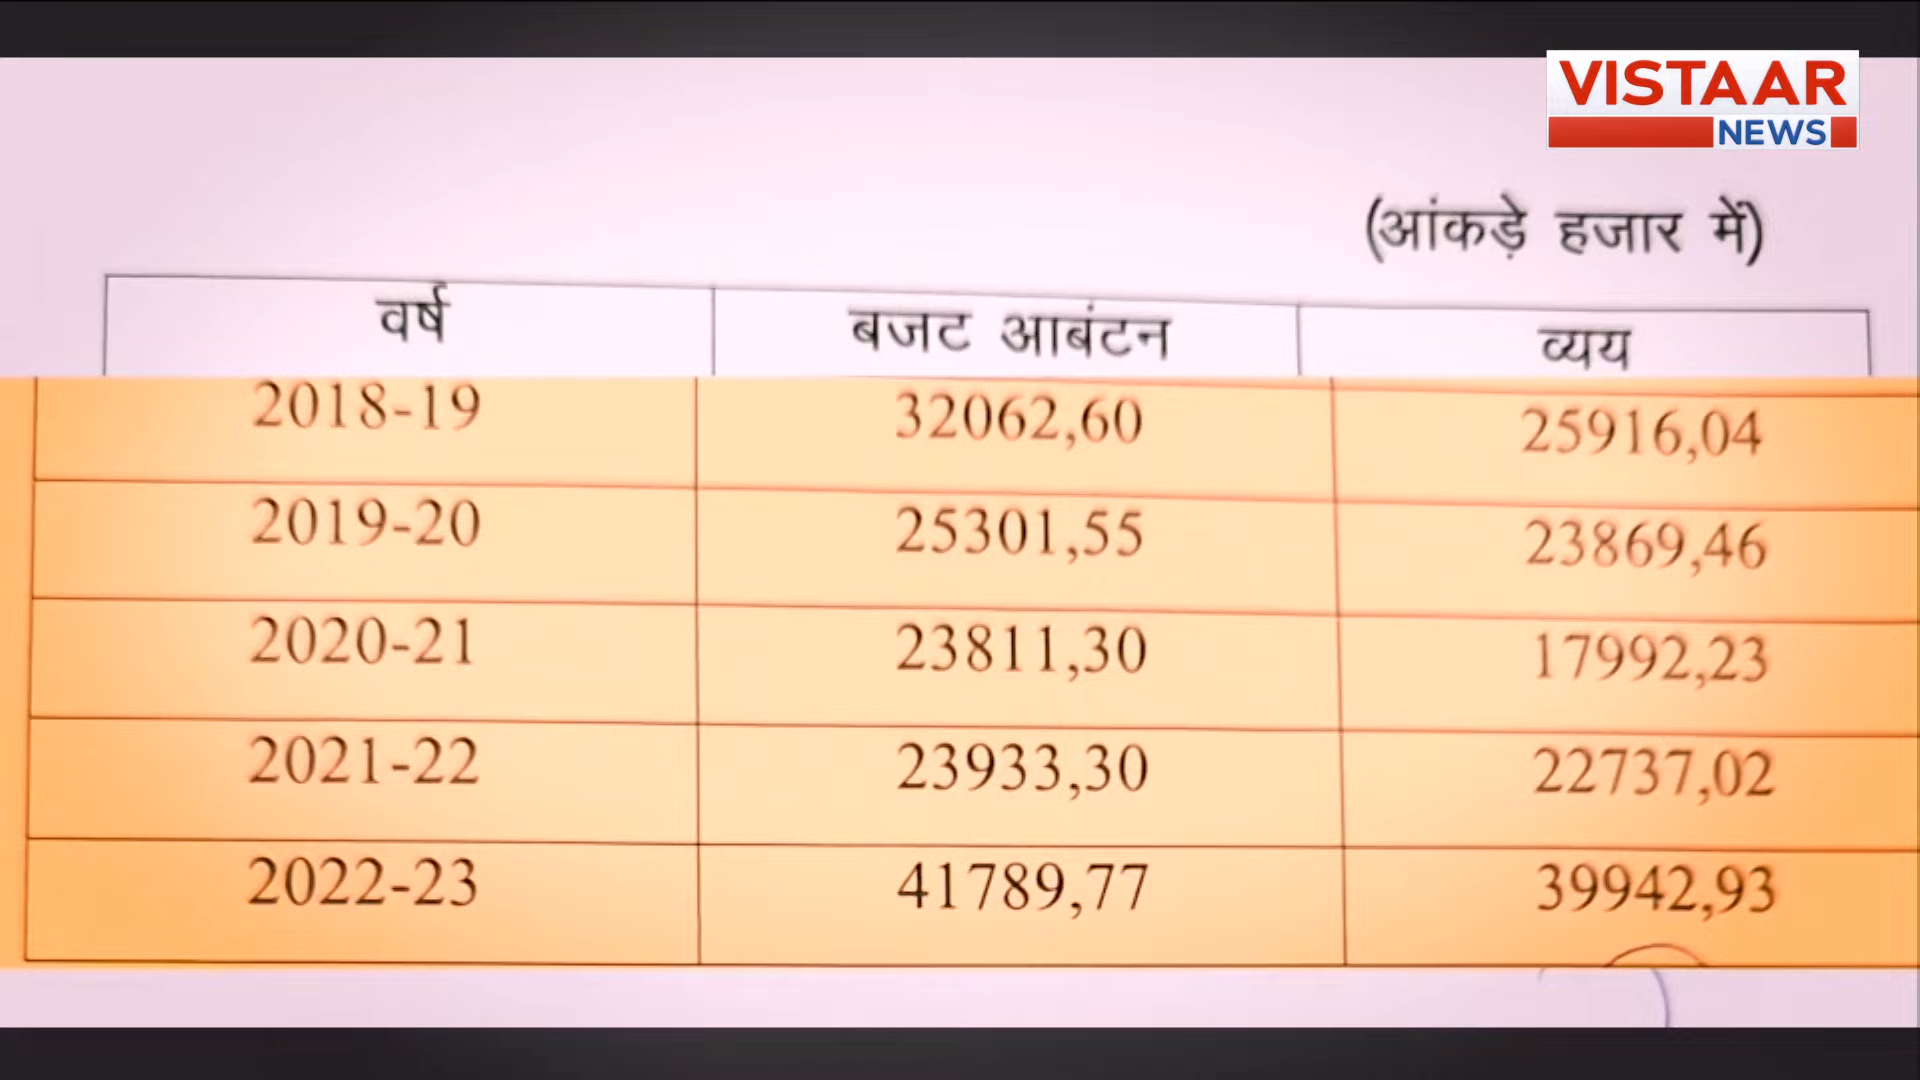 VISTAAR
NEWS
(आंकड़े हजार में)
वर्ष बजट आबंटन व्यय
2018-19 32062,60 25916,04
2019-20 25301,55 23869,46
2020-21 23811,30 17992,23
2021-22 23933,30 22737,02
2022-23 41789,77 39942,93